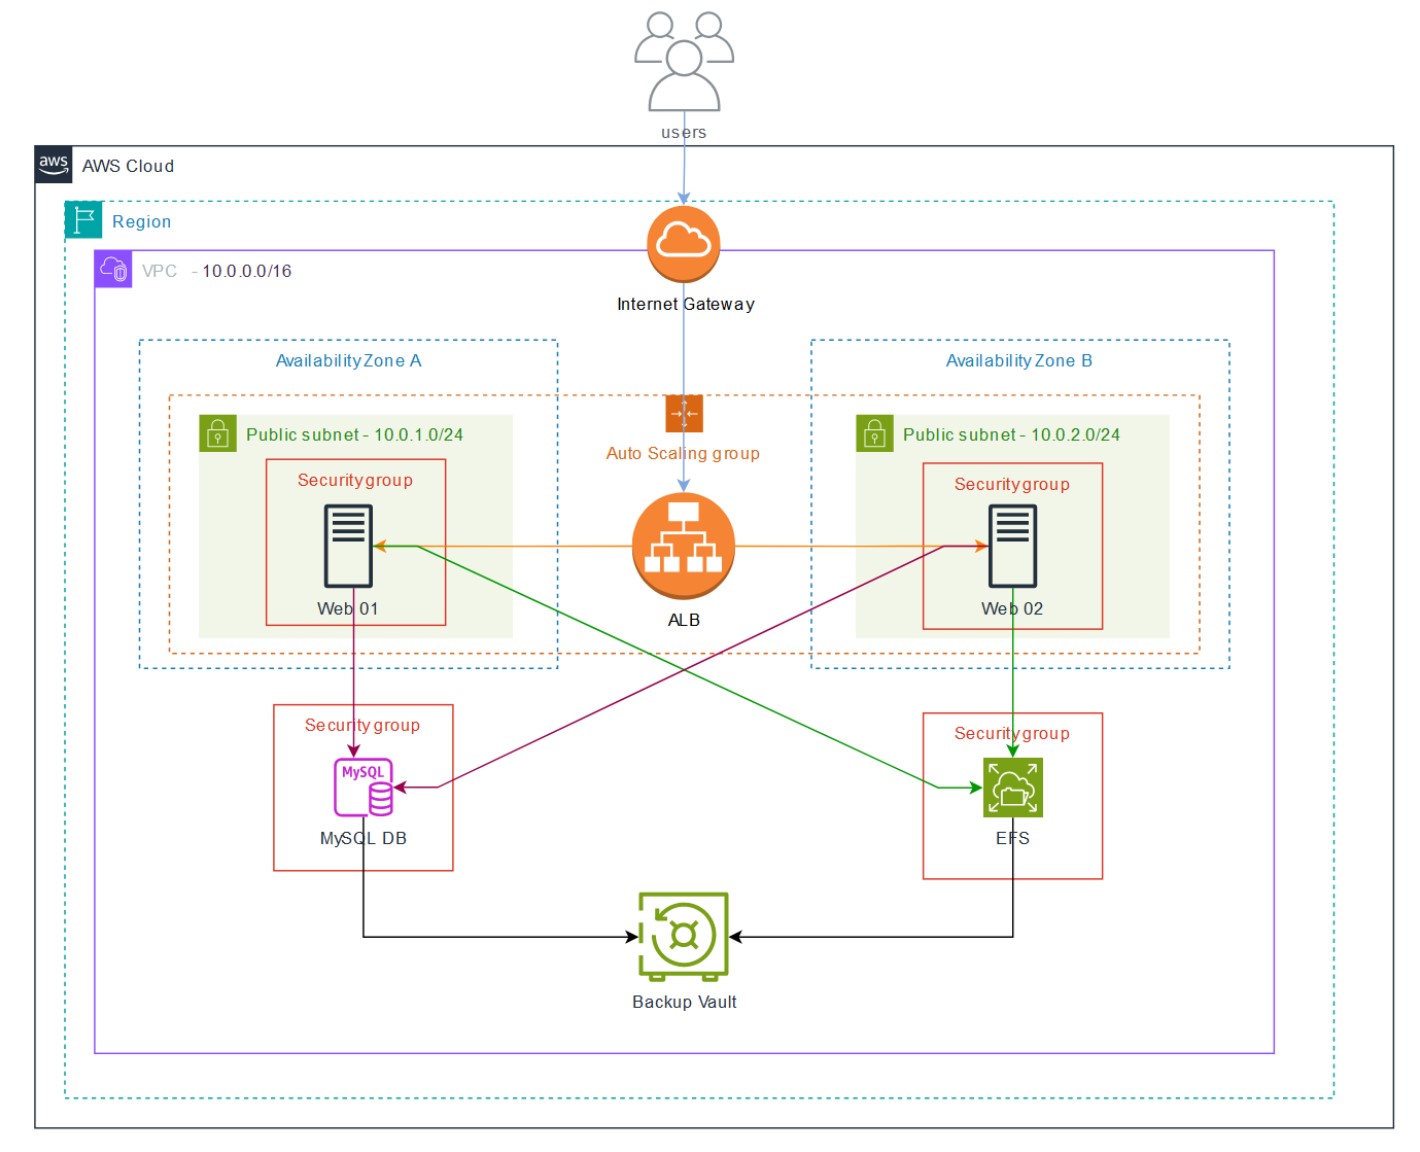 users
aws
AWS Cloud
Region
VPC - 10.0.0.0/16
Internet Gateway
Availability Zone A
Availability Zone B
Public subnet - 10.0.1.0/24
Public subnet - 10.0.2.0/24
Auto Scaling group
Security group
Security group
Web 01
Web 02
ALB
Security group
Security group
MySQL
MySQL DB
EFS
Backup Vault